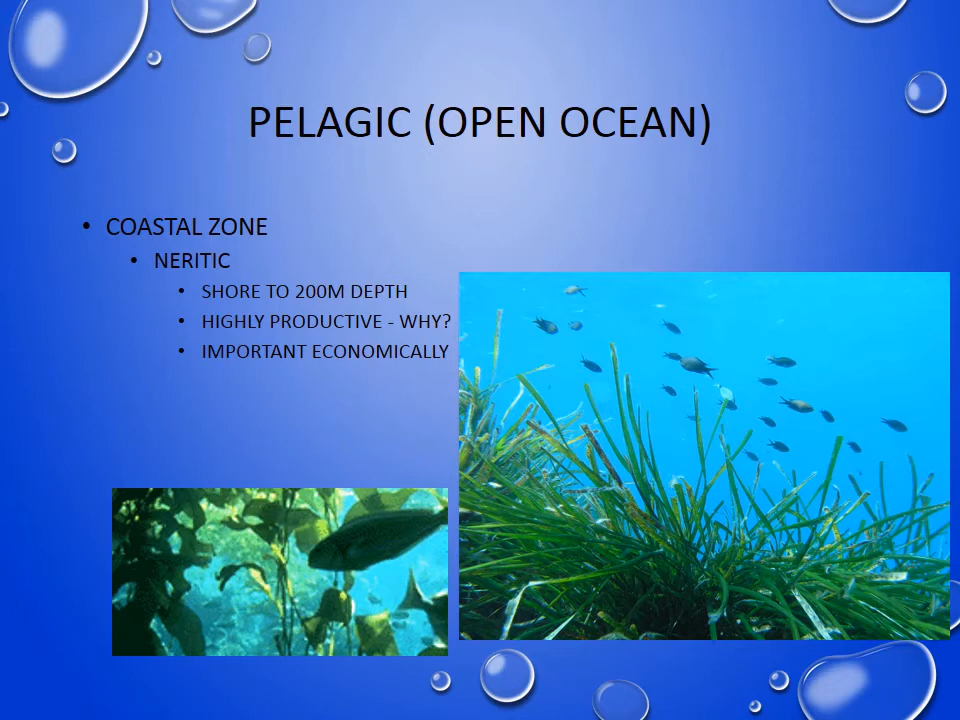 PELAGIC (OPEN OCEAN)
• COASTAL ZONE
• NERITIC
• SHORE TO 200M DEPTH
• HIGHLY PRODUCTIVE - WHY?
• IMPORTANT ECONOMICALLY